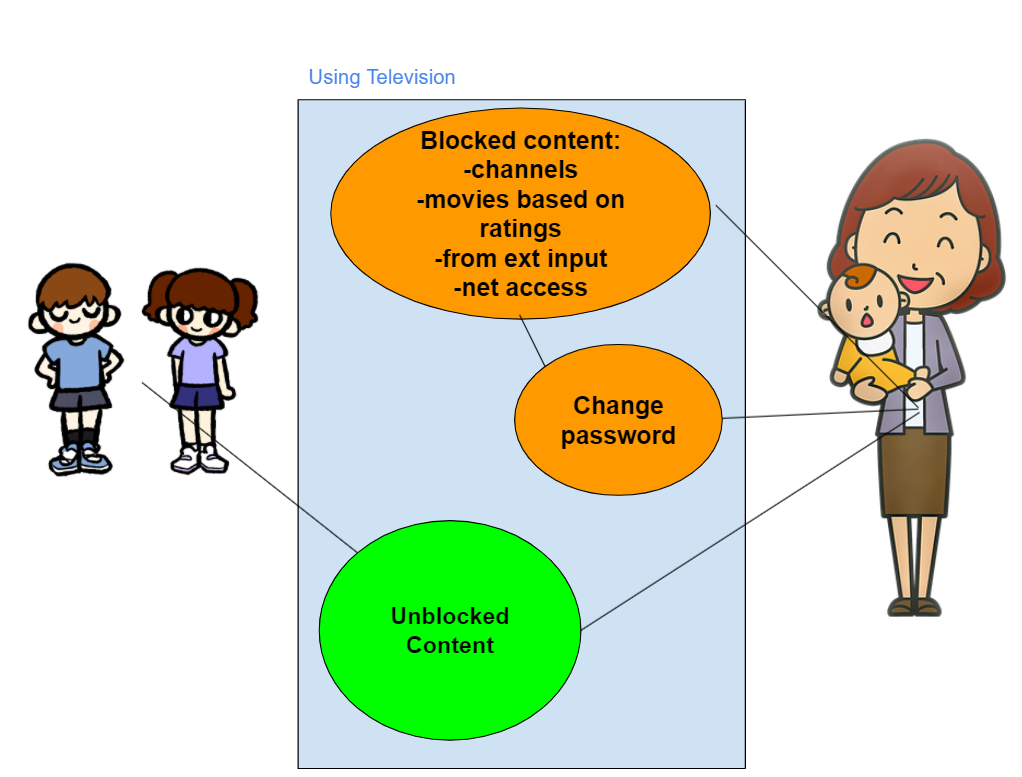 Using Television
Blocked content:
-channels
-movies based on
ratings
-from ext input
-net access
Change
password
Unblocked
Content